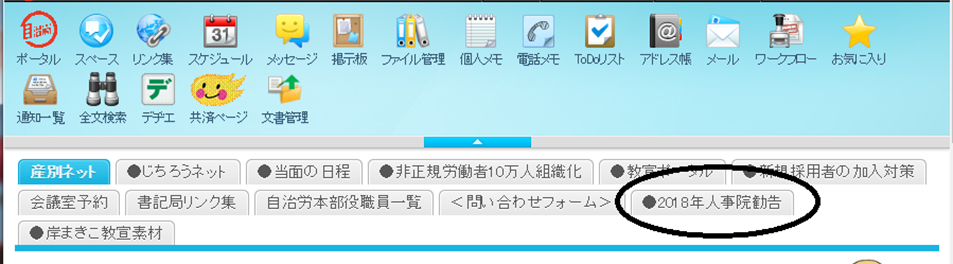 自治労
ポータル スペース リンク集 スケジュール メッセージ 掲示板 ファイル管理 個人メモ 電話メモ ToDoリスト アドレス帳 メール ワークフロー お気に入り
通知一覧 全文検索 デヂエ 共済ページ 文書管理
産別ネット ●じちろうネット ●当面の日程 ●非正規労働者10万人組織化 ●教宣ポータル ●新規採用者の加入対策
会議室予約 書記局リンク集 自治労本部役職員一覧 <問い合わせフォーム> ●2018年人事院勧告
●岸まきこ教宣素材